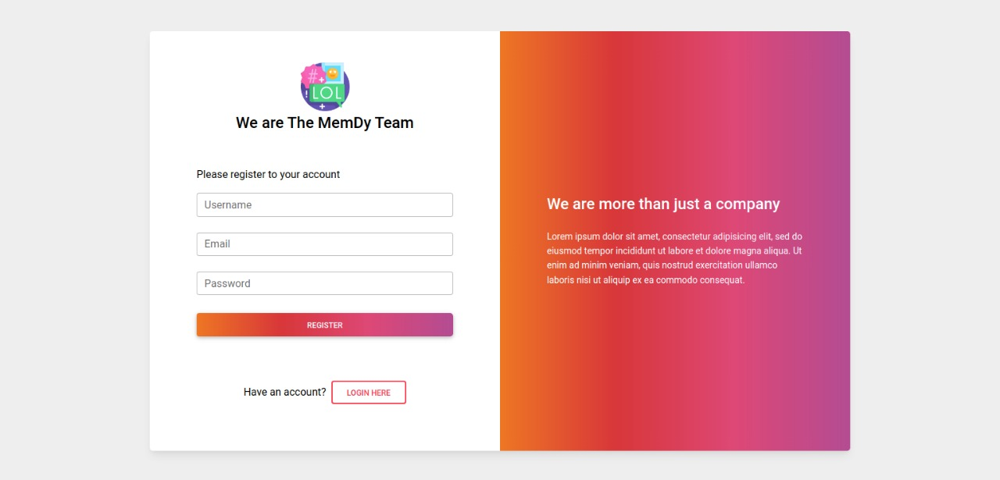 #
!
+
LOL
+
We are The MemDy Team
Please register to your account
Username
Email
Password
REGISTER
Have an account?
LOGIN HERE
We are more than just a company
Lorem ipsum dolor sit amet, consectetur adipisicing elit, sed do
eiusmod tempor incididunt ut labore et dolore magna aliqua. Ut
enim ad minim veniam, quis nostrud exercitation ullamco
laboris nisi ut aliquip ex ea commodo consequat.